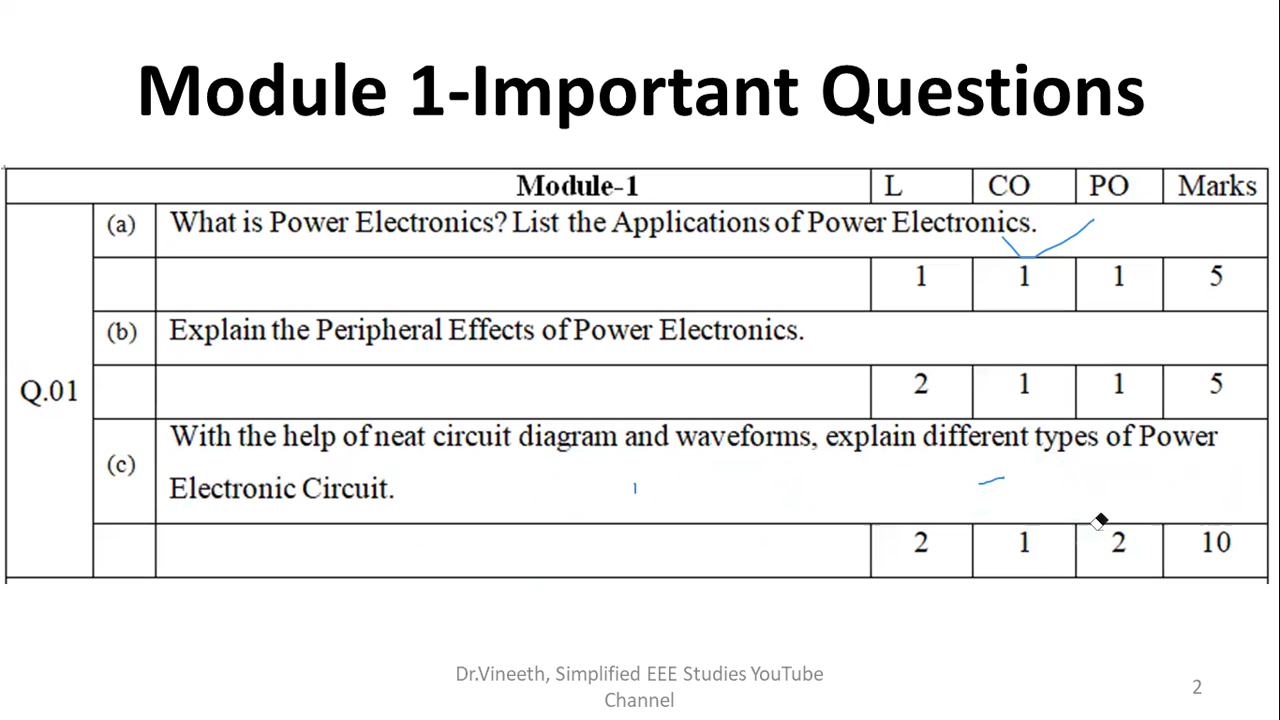 Module 1-Important Questions
Module-1 L CO PO Marks
(a) What is Power Electronics? List the Applications of Power Electronics.
1 1 1 5
(b) Explain the Peripheral Effects of Power Electronics.
2 1 1 5
Q.01
(c) With the help of neat circuit diagram and waveforms, explain different types of Power
Electronic Circuit.
2 1 2 10
Dr.Vineeth, Simplified EEE Studies YouTube
Channel
2